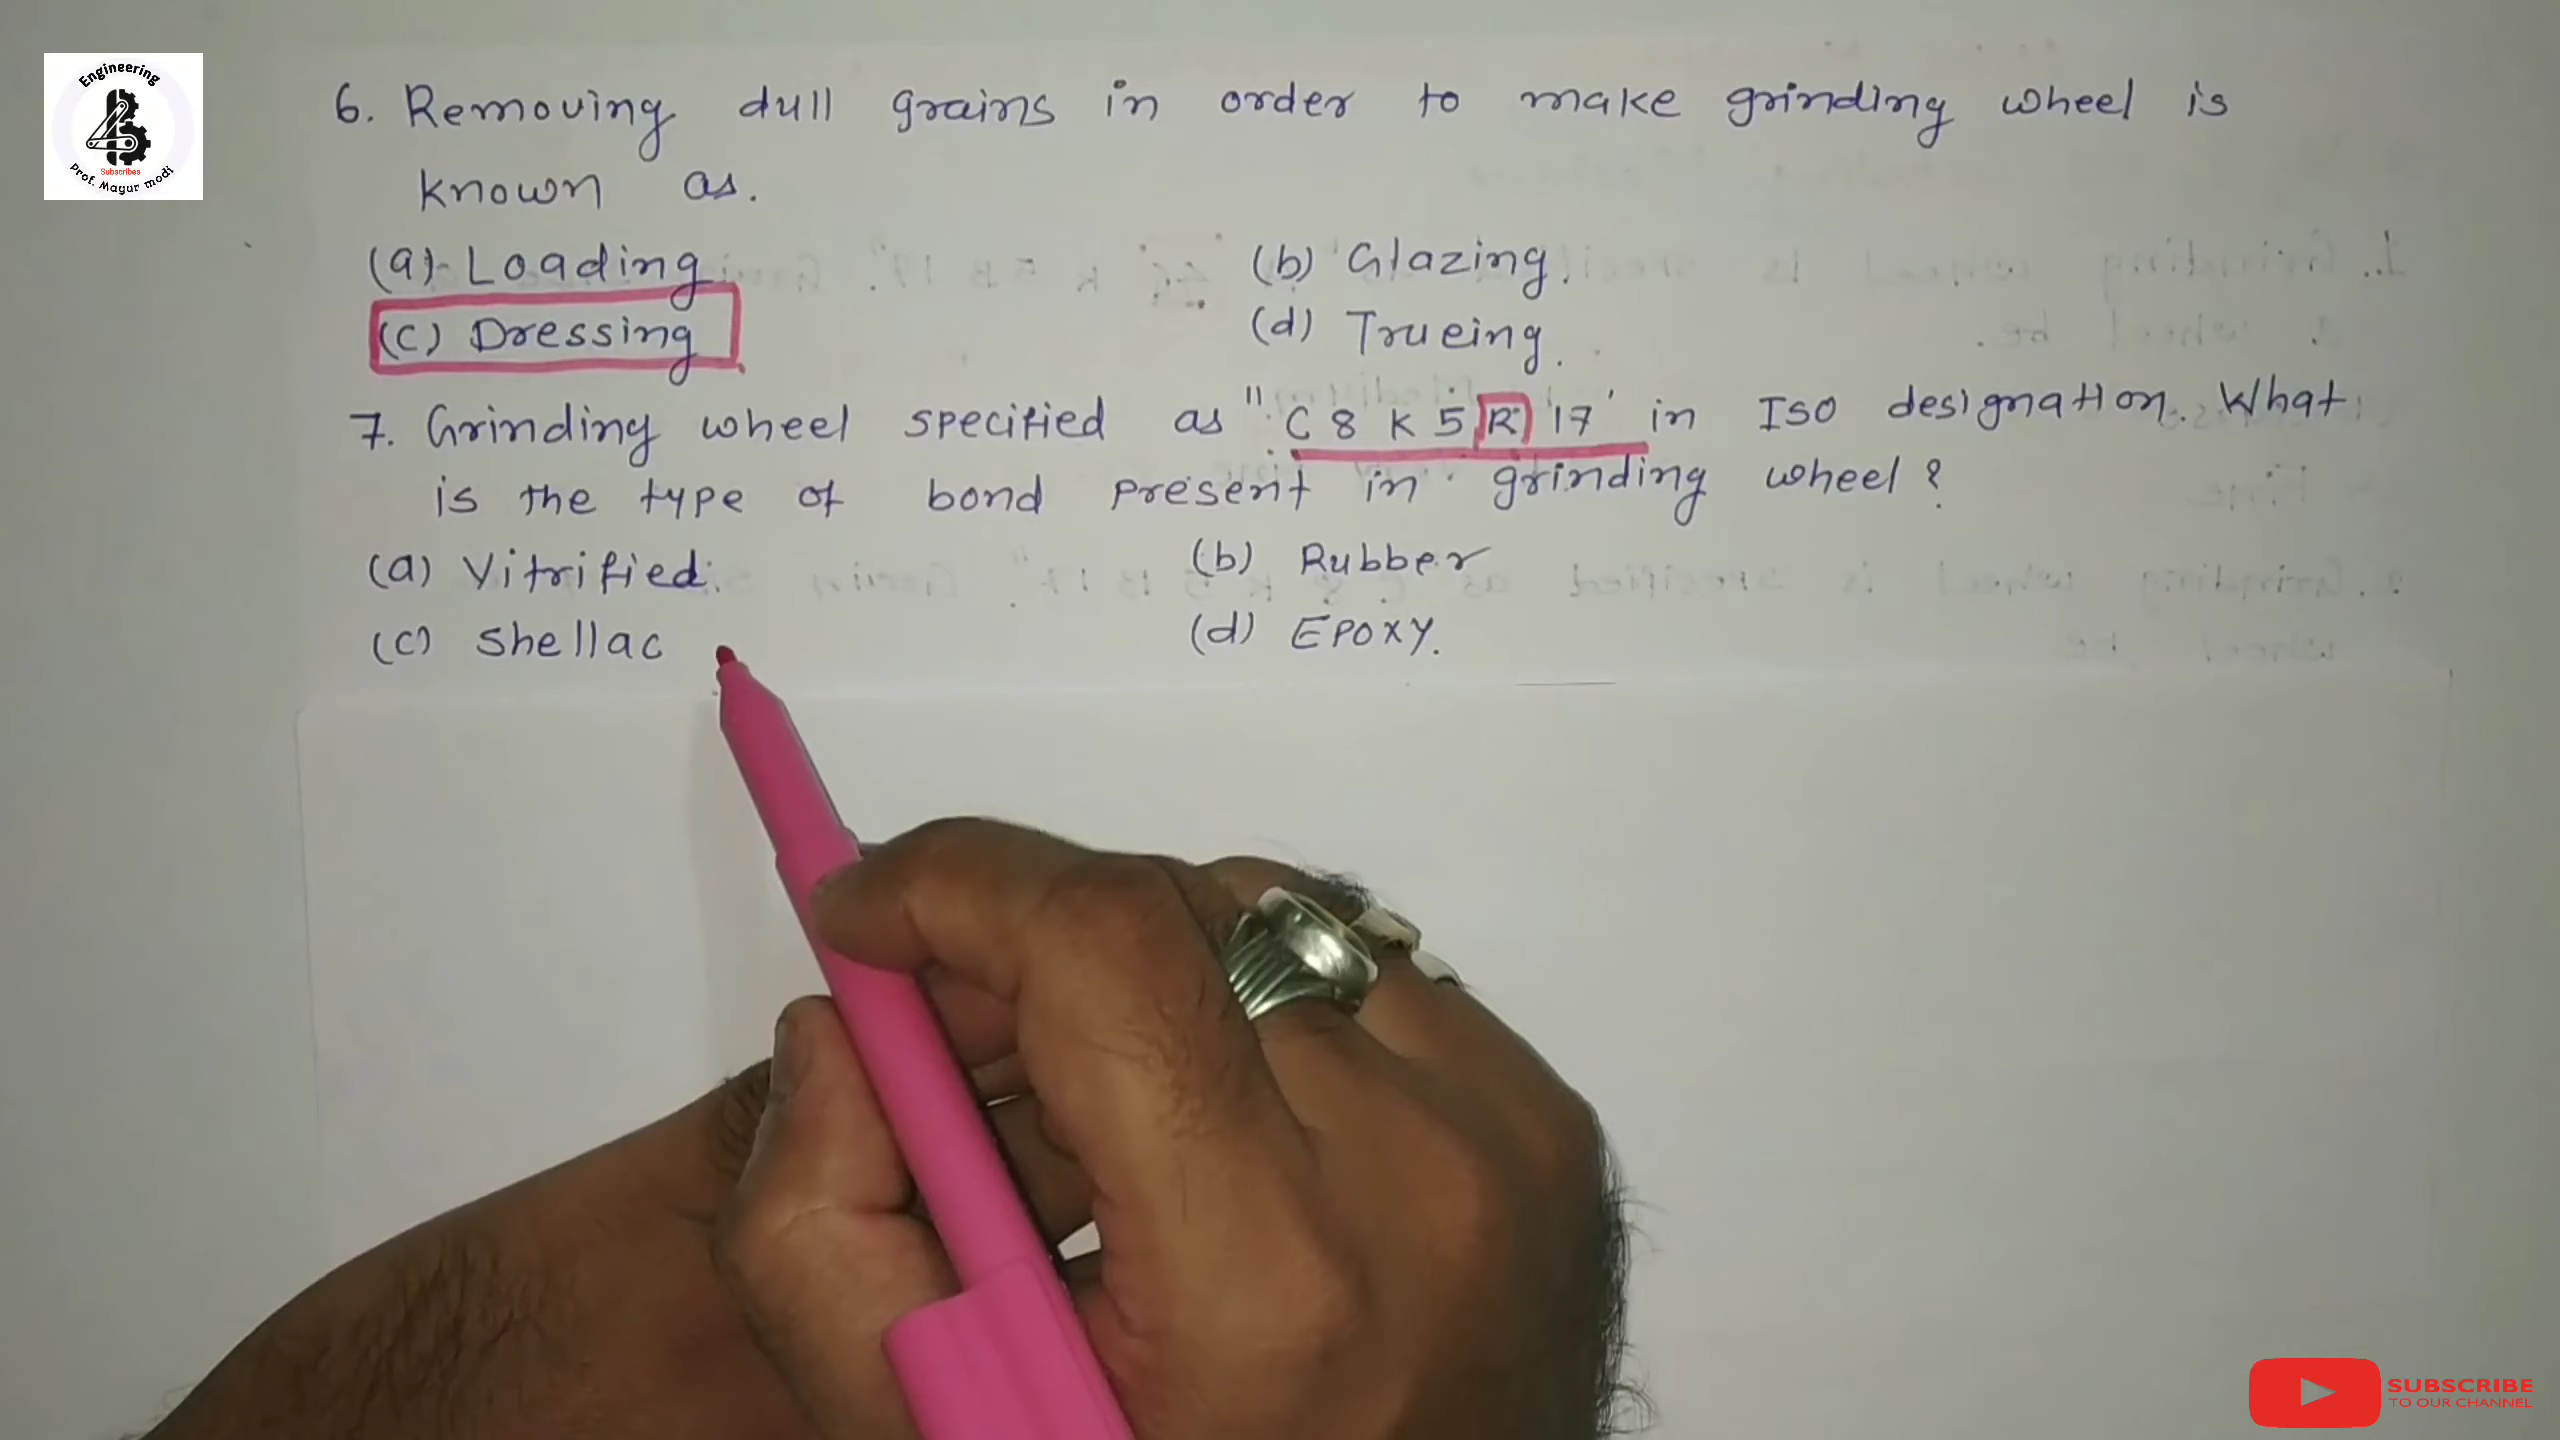 Engineering
Subscribes
Prof. Mayur modi
6. Removing dull grains in order to make grinding wheel is
known as.
(a) Loading
(b) Glazing.
(c) Dressing
(d) Trueing.
7. Grinding wheel specified as "C 8 K 5 R 17' in ISO designation. What
is the type of bond present in grinding wheel?
(a) Vitrified.
(b) Rubber
(c) Shellac
(d) EPOXY.
SUBSCRIBE
TO OUR CHANNEL